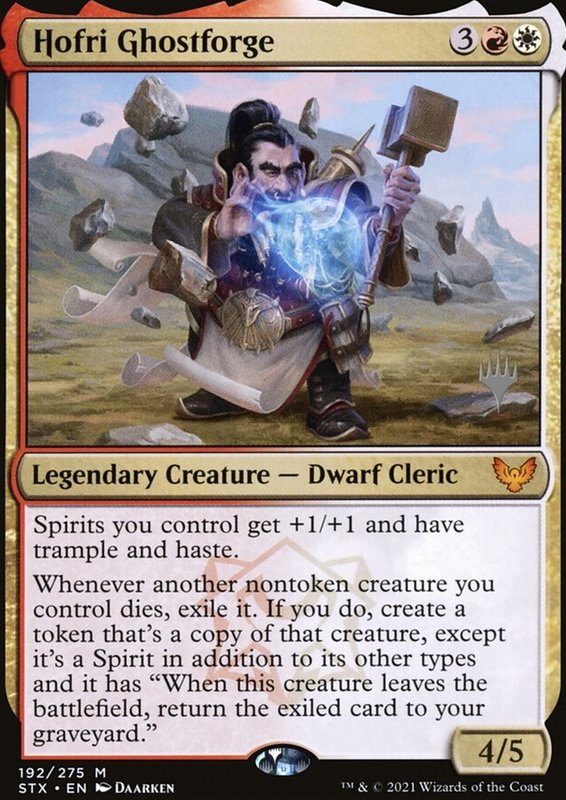 Hofri Ghostforge 3
Legendary Creature — Dwarf Cleric
Spirits you control get +1/+1 and have
trample and haste.
Whenever another nontoken creature you
control dies, exile it. If you do, create a
token that's a copy of that creature, except
it's a Spirit in addition to its other types
and it has “When this creature leaves the
battlefield, return the exiled card to your
graveyard.”
4/5
192/275 M
STX • EN Daarken
™ & © 2021 Wizards of the Coast